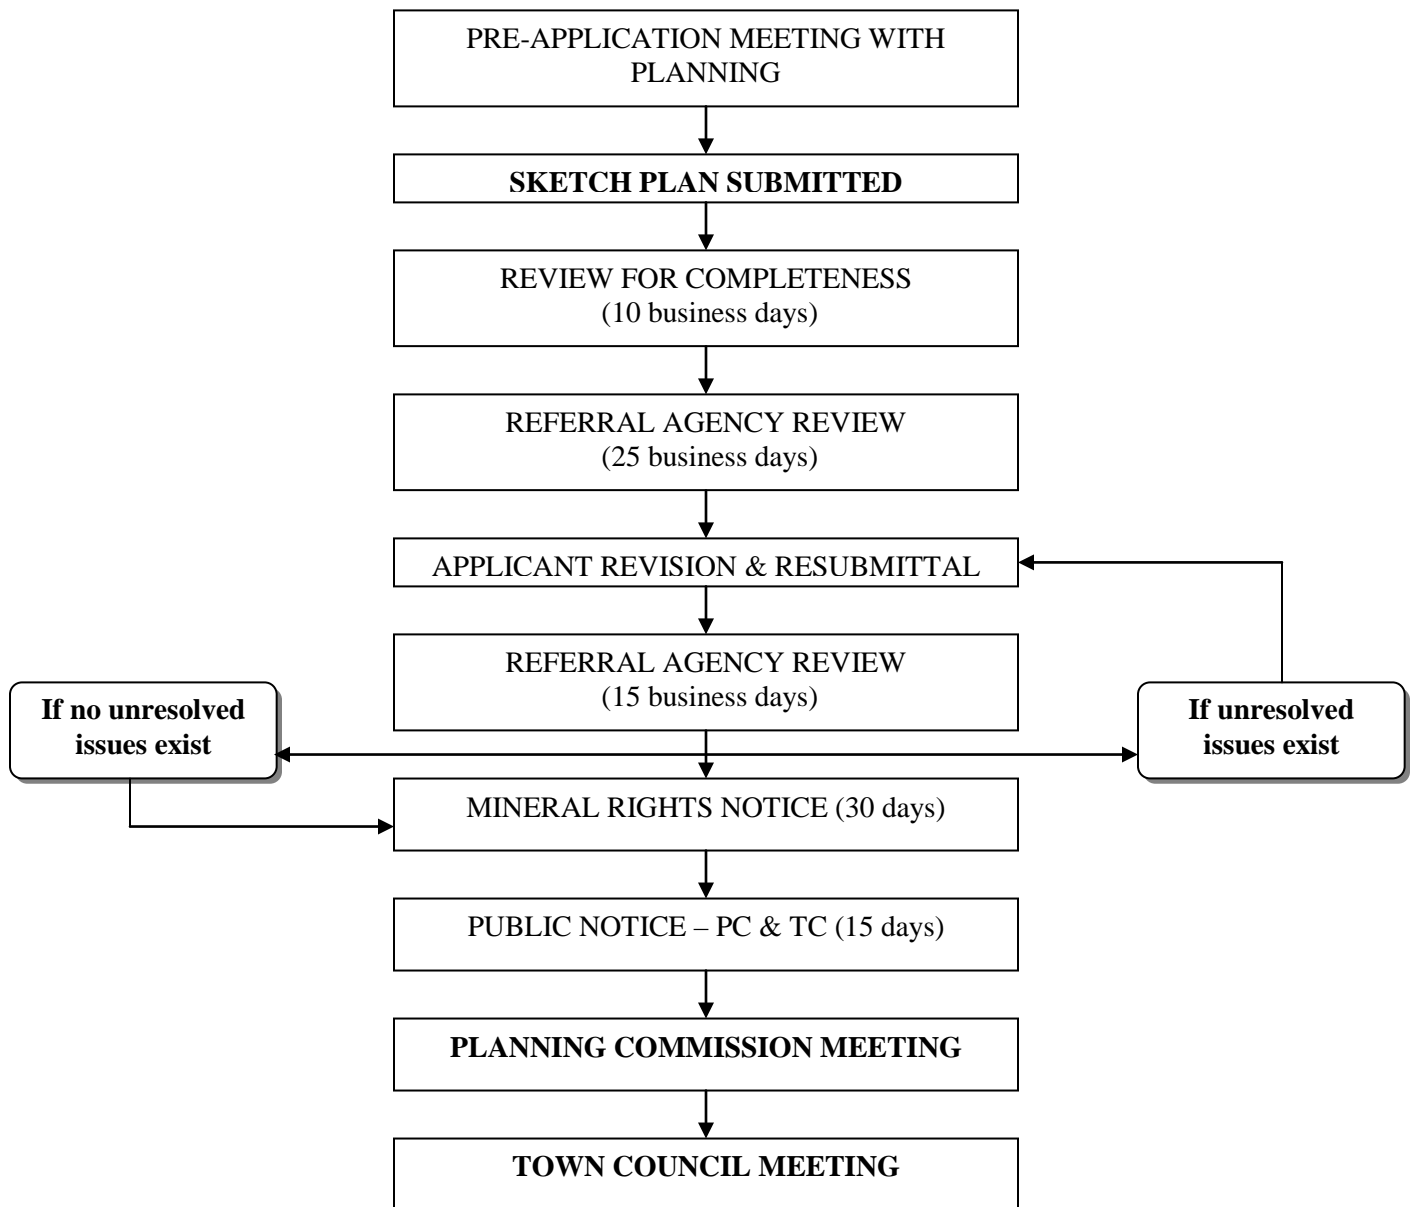 PRE-APPLICATION MEETING WITH
PLANNING
SKETCH PLAN SUBMITTED
REVIEW FOR COMPLETENESS
(10 business days)
REFERRAL AGENCY REVIEW
(25 business days)
APPLICANT REVISION & RESUBMITTAL
REFERRAL AGENCY REVIEW
(15 business days)
If no unresolved
issues exist
If unresolved
issues exist
MINERAL RIGHTS NOTICE (30 days)
PUBLIC NOTICE – PC & TC (15 days)
PLANNING COMMISSION MEETING
TOWN COUNCIL MEETING